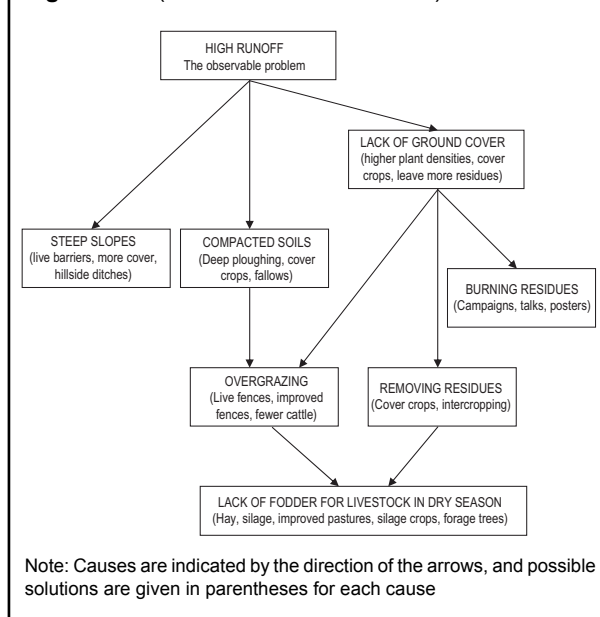 HIGH RUNOFF
The observable problem
LACK OF GROUND COVER
(higher plant densities, cover
crops, leave more residues)
STEEP SLOPES
(live barriers, more cover,
hillside ditches)
COMPACTED SOILS
(Deep ploughing, cover
crops, fallows)
BURNING RESIDUES
(Campaigns, talks, posters)
OVERGRAZING
(Live fences, improved
fences, fewer cattle)
REMOVING RESIDUES
(Cover crops, intercropping)
LACK OF FODDER FOR LIVESTOCK IN DRY SEASON
(Hay, silage, improved pastures, silage crops, forage trees)
Note: Causes are indicated by the direction of the arrows, and possible
solutions are given in parentheses for each cause